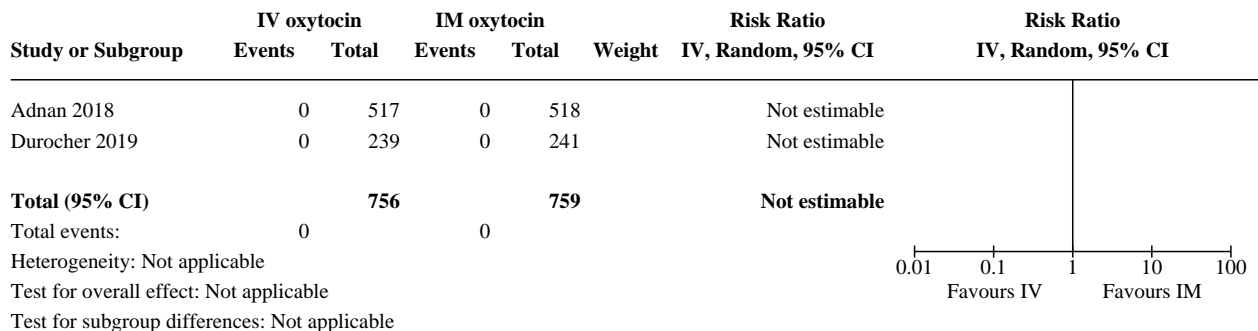 IV oxytocin IM oxytocin Risk Ratio Risk Ratio
Study or Subgroup Events Total Events Total Weight IV, Random, 95% CI IV, Random, 95% CI
Adnan 2018 0 517 0 518 Not estimable
Durocher 2019 0 239 0 241 Not estimable
Total (95% CI) 756 759 Not estimable
Total events: 0 0
Heterogeneity: Not applicable
0.01 0.1 1 10 100
Test for overall effect: Not applicable Favours IV Favours IM
Test for subgroup differences: Not applicable